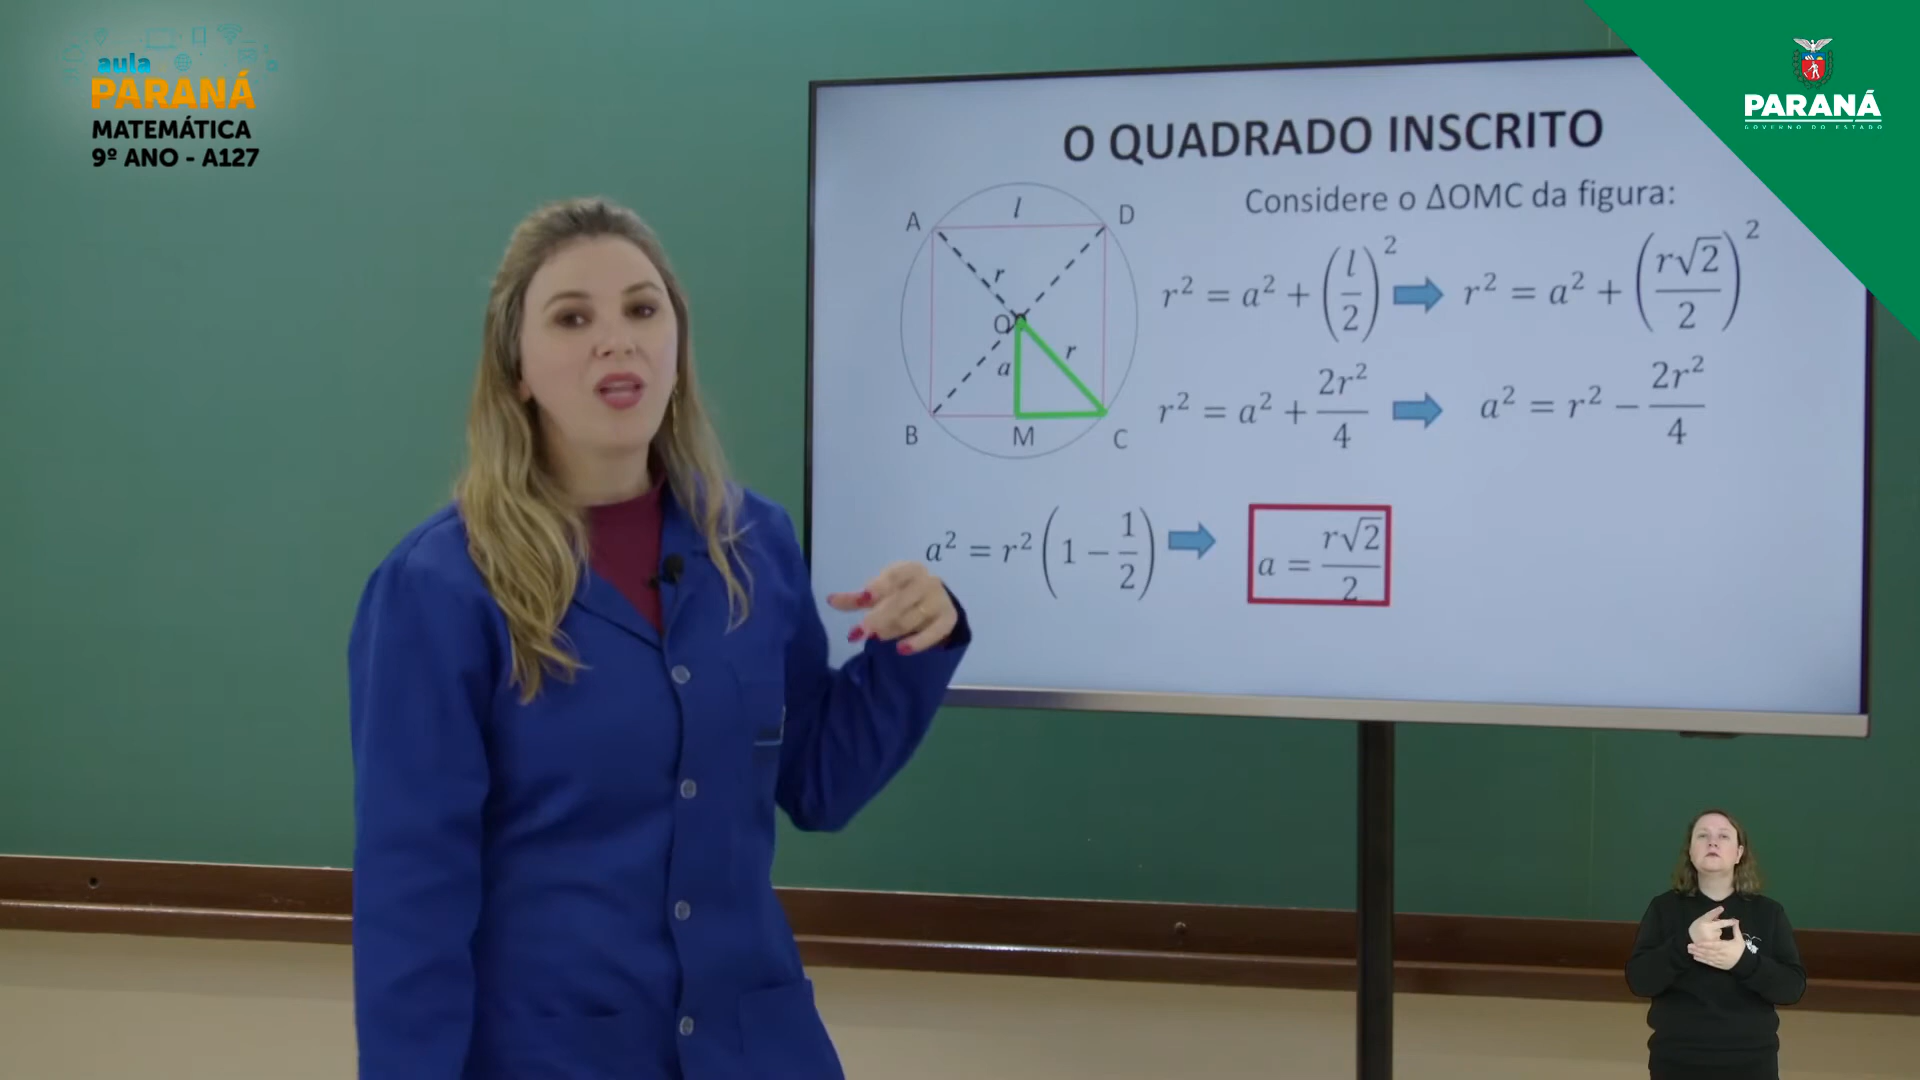 aula
PARANÁ
MATEMÁTICA
9º ANO - A127
PARANÁ
GOVERNO DO ESTADO
O QUADRADO INSCRITO
Considere o ΔOMC da figura:
A
l
D
r
O
a
r
B
M
C
r² = a² + (l/2)² ➡ r² = a² + (r√2/2)²
r² = a² + 2r²/4 ➡ a² = r² − 2r²/4
a² = r² (1 − 1/2) ➡ a = r√2/2